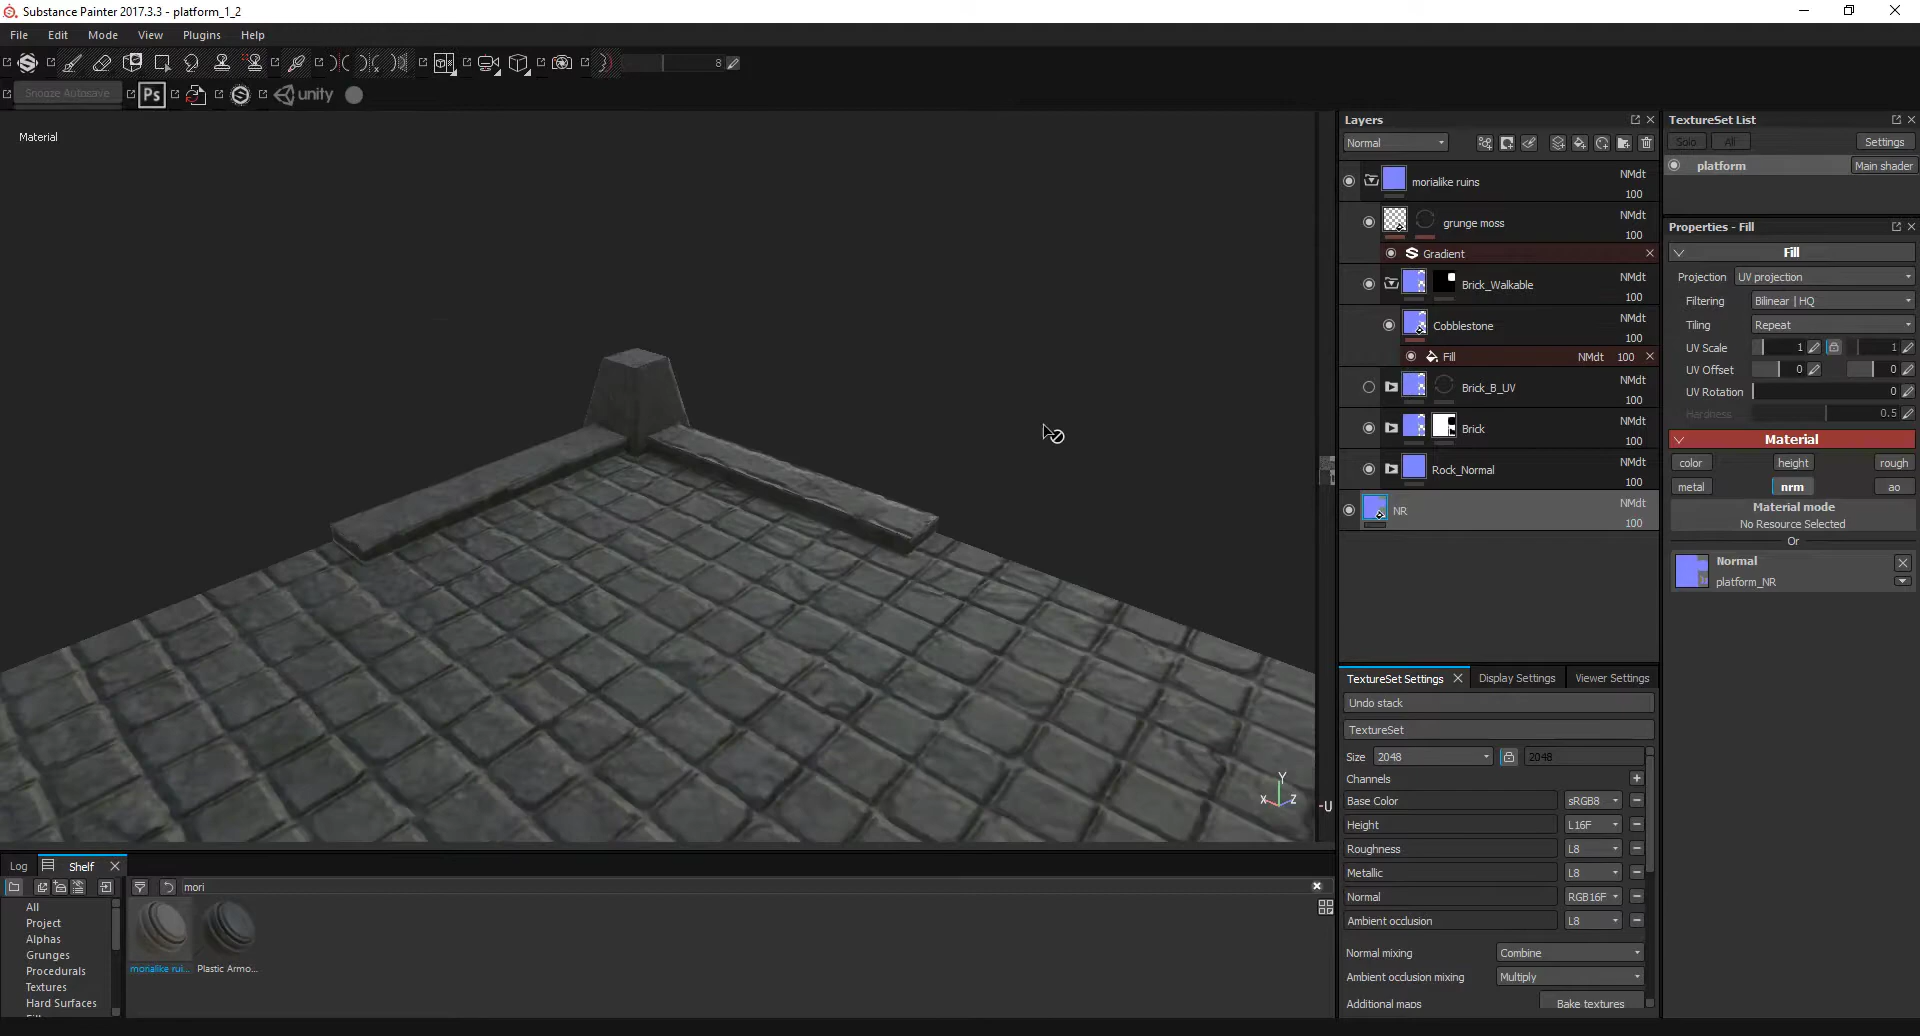 Substance Painter 2017.3.3 - platform_1_2
File Edit Mode View Plugins Help
8
Snooze Autosave Ps unity
Material
Layers
Normal
morialike ruins NMdt 100
grunge moss NMdt 100
Gradient
Brick_Walkable NMdt 100
Cobblestone NMdt 100
Fill NMdt 100
Brick_B_UV NMdt 100
Brick NMdt 100
Rock_Normal NMdt 100
NR NMdt 100
TextureSet List
Solo All Settings
platform Main shader
Properties - Fill
Fill
Projection UV projection
Filtering Bilinear | HQ
Tiling Repeat
UV Scale 1 1
UV Offset 0 0
UV Rotation 0
Hardness 0.5
Material
color height rough
metal nrm ao
Material mode
No Resource Selected
Or
Normal
platform_NR
TextureSet Settings Display Settings Viewer Settings
Undo stack
TextureSet
Size 2048 2048
Channels
Base Color sRGB8
Height L16F
Roughness L8
Metallic L8
Normal RGB16F
Ambient occlusion L8
Normal mixing Combine
Ambient occlusion mixing Multiply
Additional maps Bake textures
Y
X Z
-U
Log Shelf
mori
All
Project
Alphas
Grunges
Procedurals
Textures
Hard Surfaces
morialike rui... Plastic Armo...